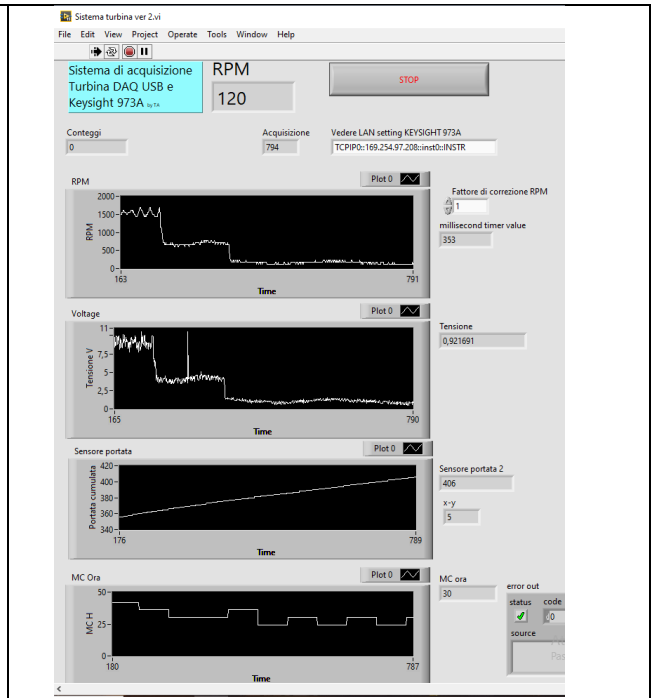 Sistema turbina ver 2.vi
File Edit View Project Operate Tools Window Help
Sistema di acquisizione
Turbina DAQ USB e
Keysight 973A by TA
RPM
120
STOP
Conteggi
0
Acquisizione
794
Vedere LAN setting KEYSIGHT 973A
TCPIP0::169.254.97.208::inst0::INSTR
RPM
Plot 0
2000
1500
1000
500
0
RPM
163
791
Time
Fattore di correzione RPM
1
millisecond timer value
353
Voltage
Plot 0
11
7,5
5
2,5
0
Tensione V
165
790
Time
Tensione
0,921691
Sensore portata
Plot 0
420
400
380
360
340
Portata cumulata
176
789
Time
Sensore portata 2
406
x-y
5
MC Ora
Plot 0
50
25
0
MC H
180
787
Time
MC ora
30
error out
status code
0
source